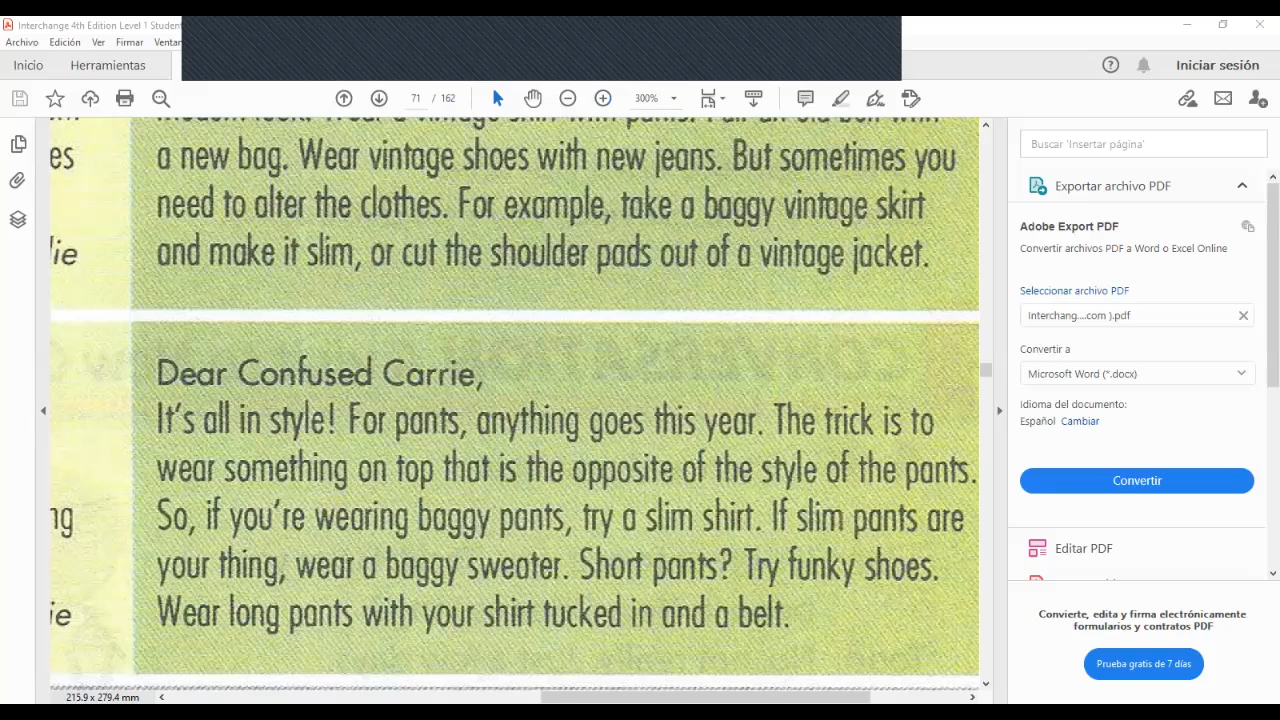 Interchange 4th Edition Level 1 Student
Archivo Edición Ver Firmar Ventan
Inicio Herramientas
Iniciar sesión
71 / 162
300%
a new bag. Wear vintage shoes with new jeans. But sometimes you
need to alter the clothes. For example, take a baggy vintage skirt
and make it slim, or cut the shoulder pads out of a vintage jacket.
es
lie
Dear Confused Carrie,
It's all in style! For pants, anything goes this year. The trick is to
wear something on top that is the opposite of the style of the pants.
So, if you're wearing baggy pants, try a slim shirt. If slim pants are
your thing, wear a baggy sweater. Short pants? Try funky shoes.
Wear long pants with your shirt tucked in and a belt.
ng
ie
215.9 x 279.4 mm
Buscar 'Insertar página'
Exportar archivo PDF
Adobe Export PDF
Convertir archivos PDF a Word o Excel Online
Seleccionar archivo PDF
Interchang....com ).pdf
Convertir a
Microsoft Word (*.docx)
Idioma del documento:
Español Cambiar
Convertir
Editar PDF
Convierte, edita y firma electrónicamente
formularios y contratos PDF
Prueba gratis de 7 días